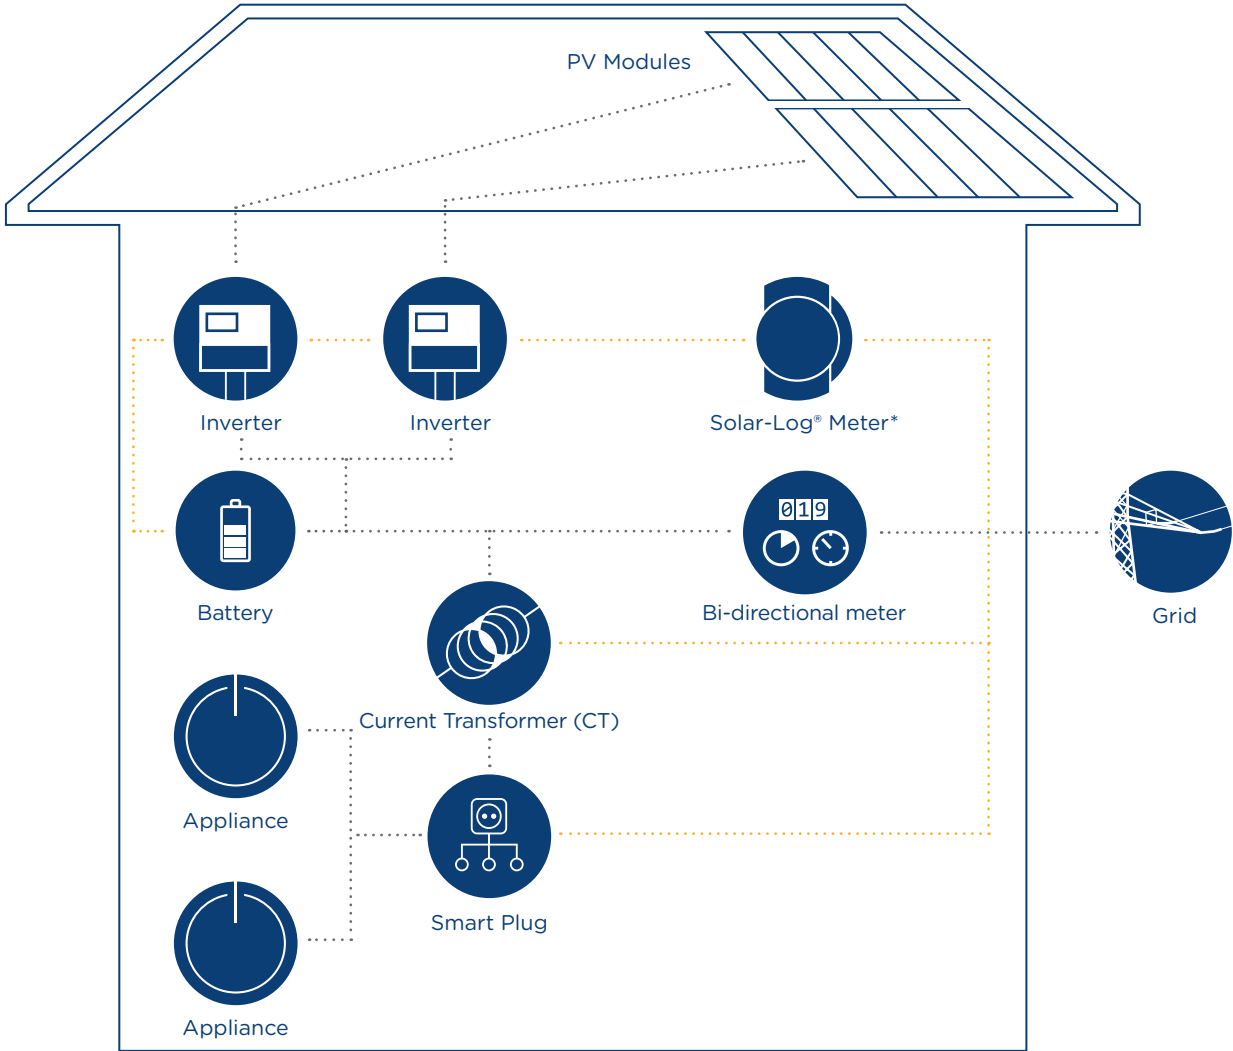 PV Modules
Inverter
Inverter
Solar-Log® Meter*
019
Battery
Bi-directional meter
Grid
Current Transformer (CT)
Appliance
Smart Plug
Appliance